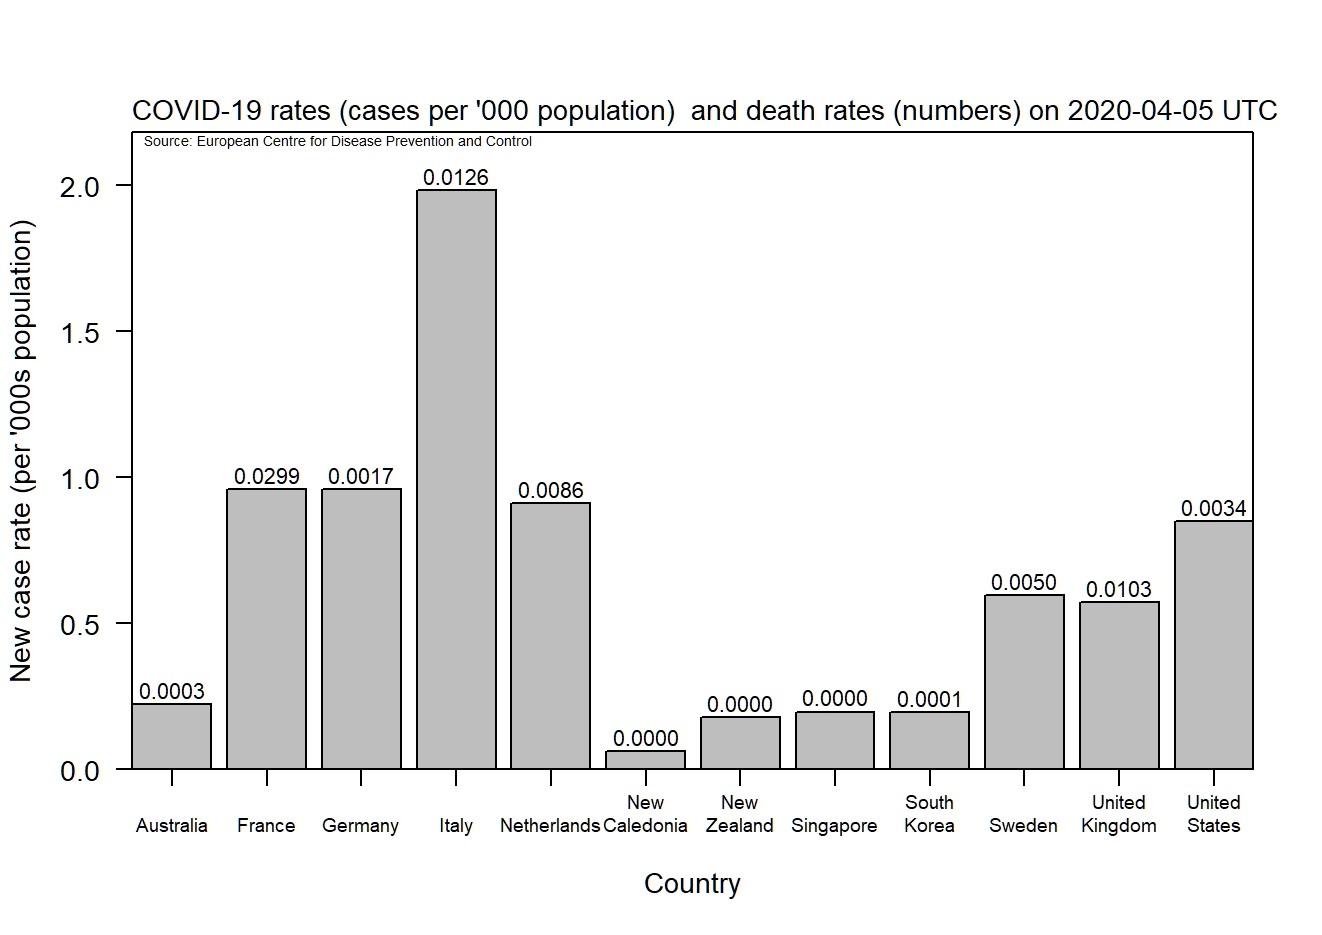 COVID-19 rates (cases per '000 population)  and death rates (numbers) on 2020-04-05 UTC
Source: European Centre for Disease Prevention and Control
New case rate (per '000s population)
2.0
1.5
1.0
0.5
0.0
0.0003
0.0299
0.0017
0.0126
0.0086
0.0000
0.0000
0.0000
0.0001
0.0050
0.0103
0.0034
Australia
France
Germany
Italy
Netherlands
New
Caledonia
New
Zealand
Singapore
South
Korea
Sweden
United
Kingdom
United
States
Country